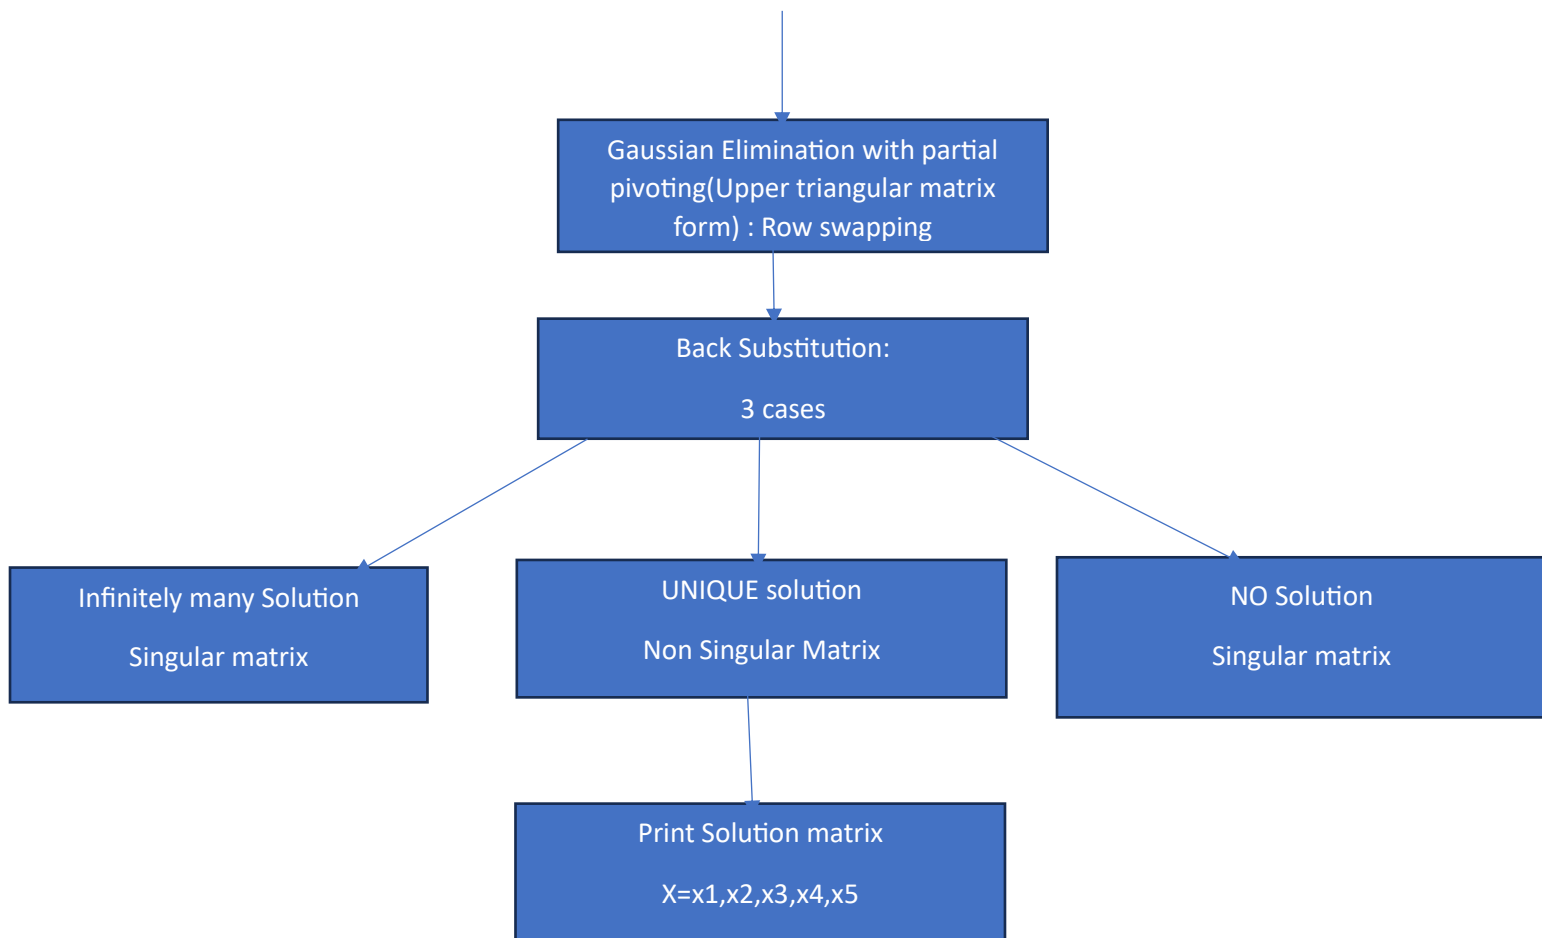 Gaussian Elimination with partial
pivoting(Upper triangular matrix
form) : Row swapping
Back Substitution:
3 cases
Infinitely many Solution
Singular matrix
UNIQUE solution
Non Singular Matrix
NO Solution
Singular matrix
Print Solution matrix
X=x1,x2,x3,x4,x5